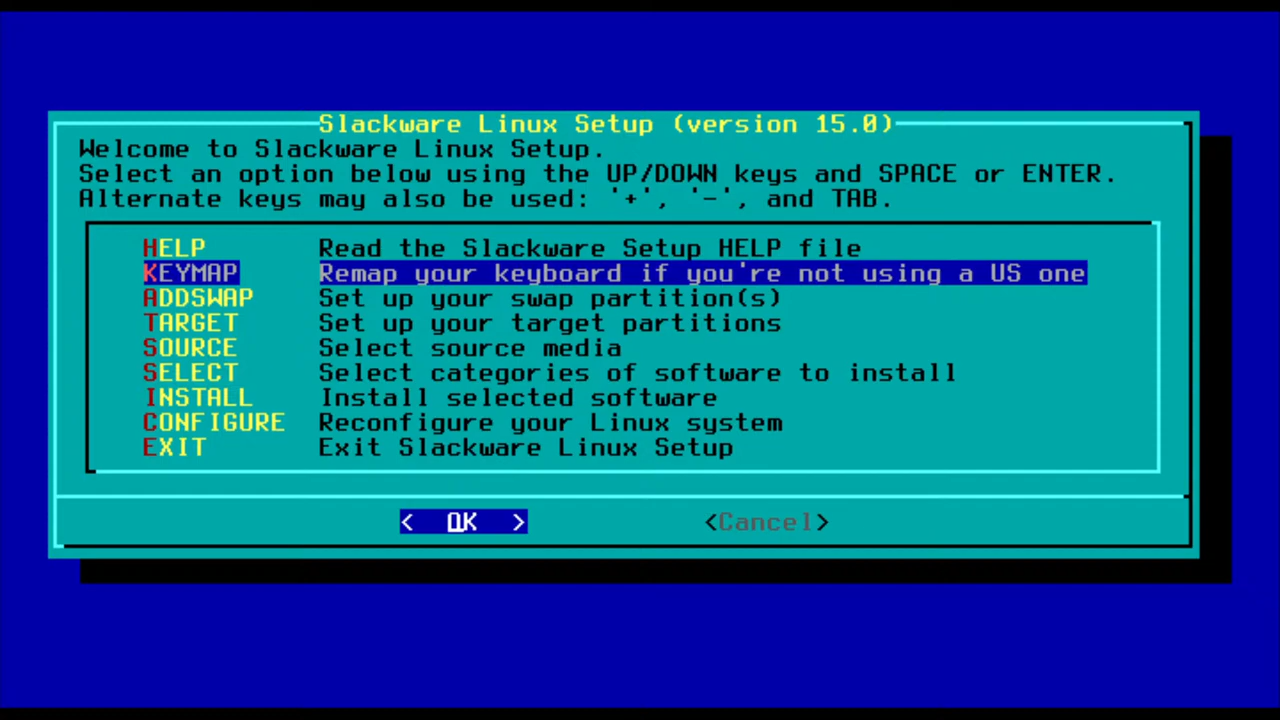 Slackware Linux Setup (version 15.0)
Welcome to Slackware Linux Setup.
Select an option below using the UP/DOWN keys and SPACE or ENTER.
Alternate keys may also be used: '+', '-', and TAB.
HELP Read the Slackware Setup HELP file
KEYMAP Remap your keyboard if you're not using a US one
ADDSWAP Set up your swap partition(s)
TARGET Set up your target partitions
SOURCE Select source media
SELECT Select categories of software to install
INSTALL Install selected software
CONFIGURE Reconfigure your Linux system
EXIT Exit Slackware Linux Setup
< OK > <Cancel>